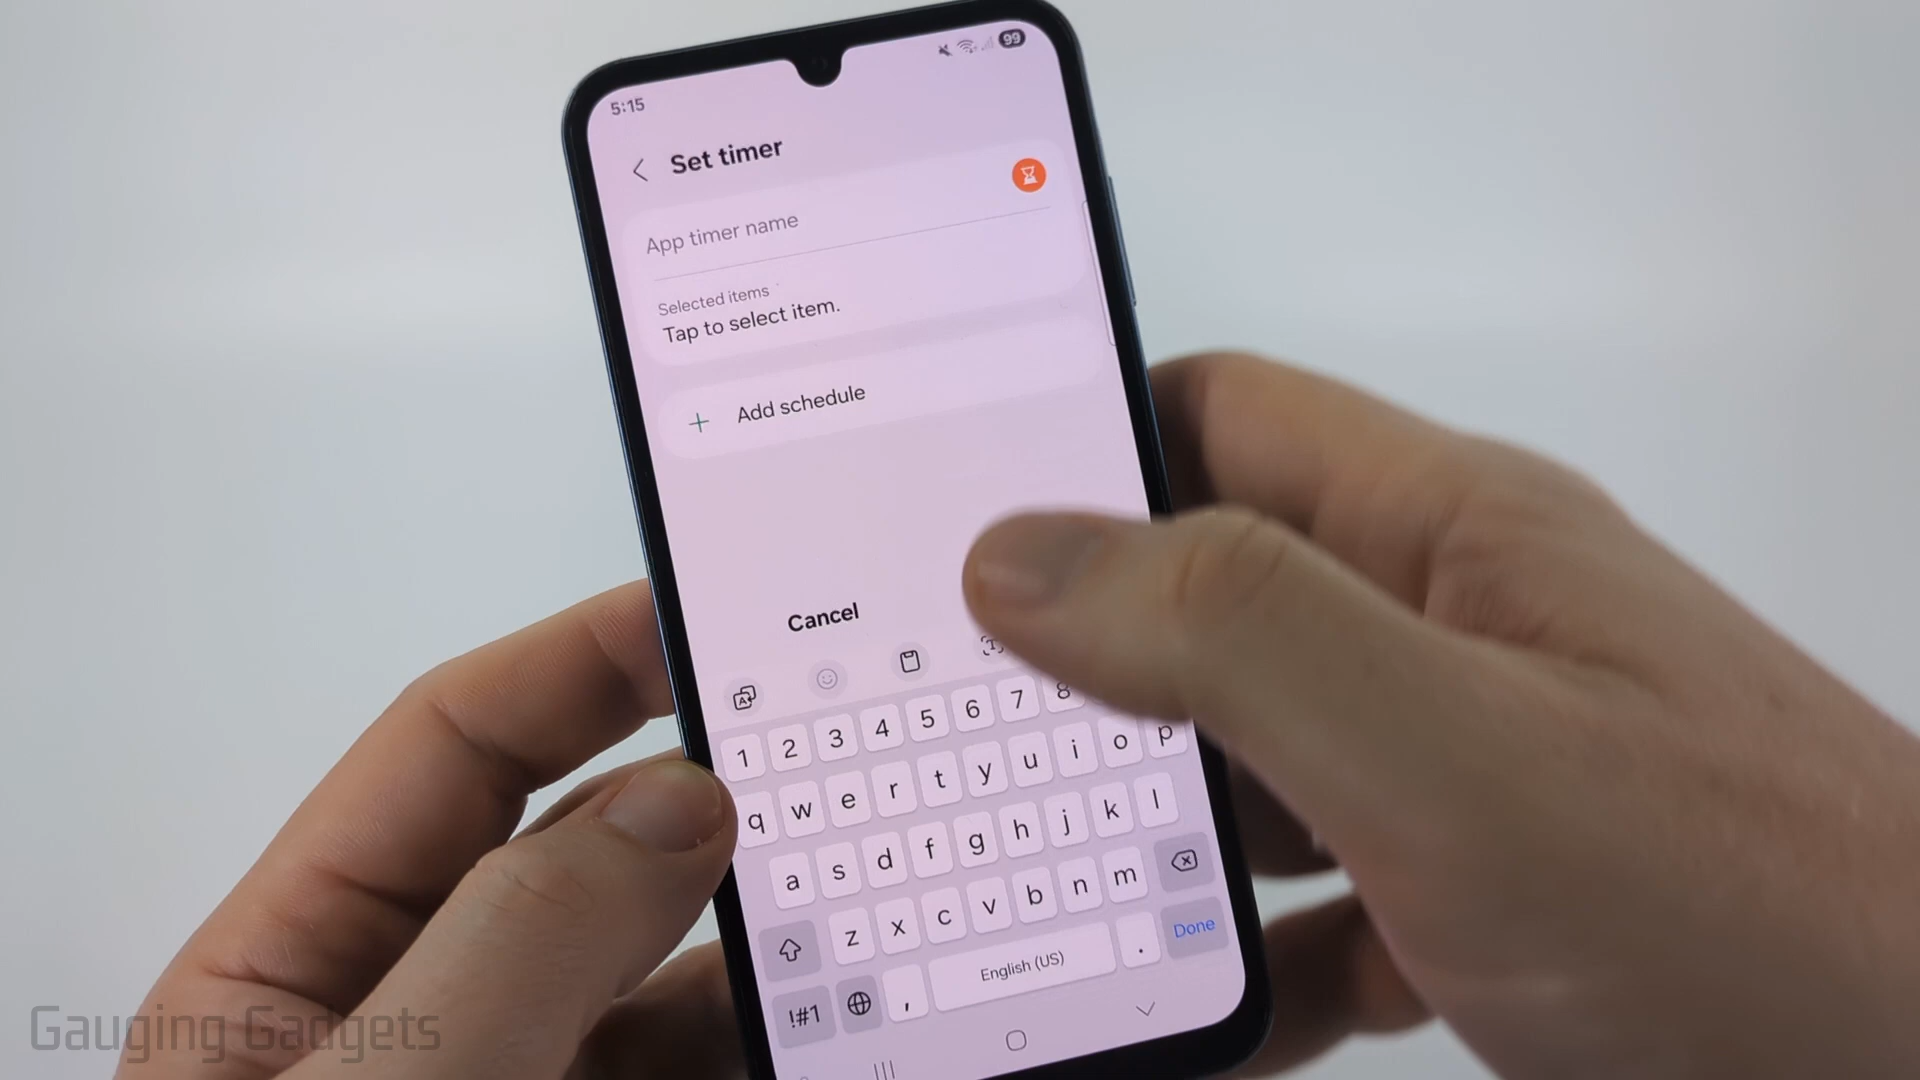 5:15
99
Set timer
App timer name
Selected items
Tap to select item.
+ Add schedule
Cancel
1 2 3 4 5 6 7 8
q w e r t y u i o p
a s d f g h j k l
z x c v b n m
!#1 , English (US) . Done
Gauging Gadgets